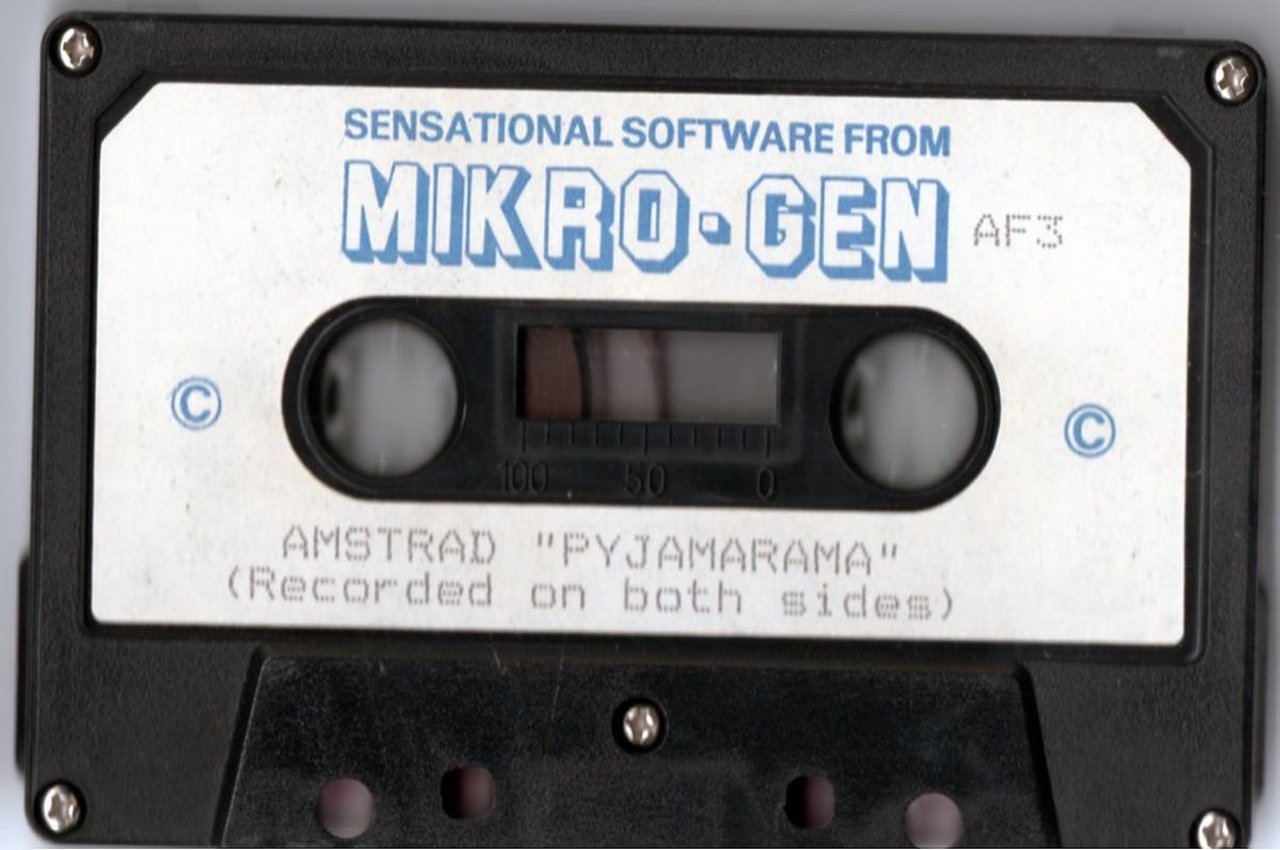 SENSATIONAL SOFTWARE FROM
MIKRO-GEN
AF3
© ©
100 50 0
AMSTRAD "PYJAMARAMA"
(Recorded on both sides)